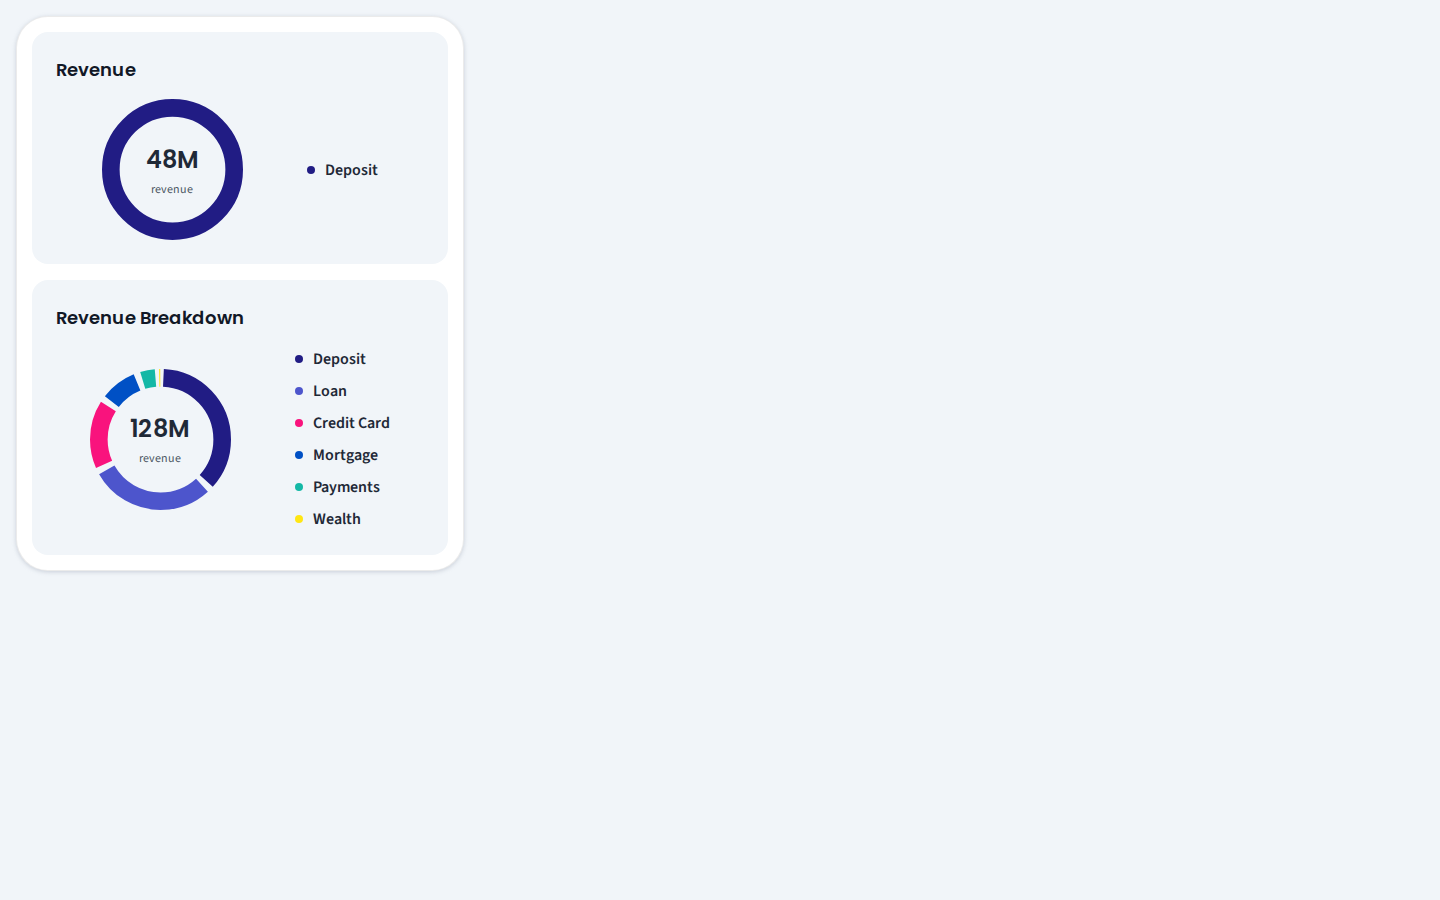 Revenue
48M
revenue
Deposit
Revenue Breakdown
128M
revenue
Deposit
Loan
Credit Card
Mortgage
Payments
Wealth